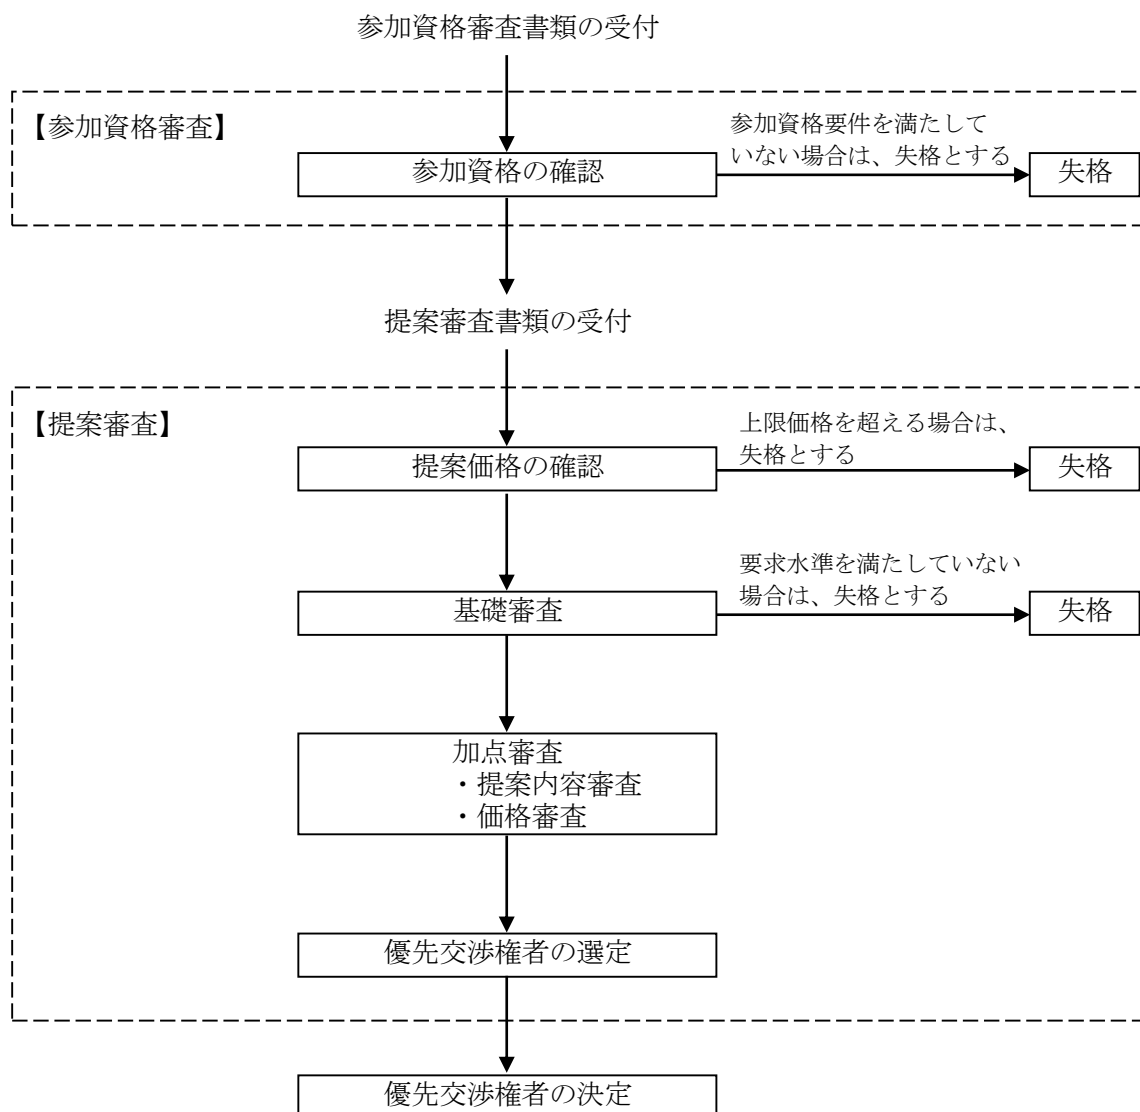 参加資格審査書類の受付
【参加資格審査】
参加資格要件を満たして
いない場合は、失格とする
参加資格の確認
失格
提案審査書類の受付
【提案審査】
上限価格を超える場合は、
失格とする
提案価格の確認
失格
要求水準を満たしていない
場合は、失格とする
基礎審査
失格
加点審査
・提案内容審査
・価格審査
優先交渉権者の選定
優先交渉権者の決定